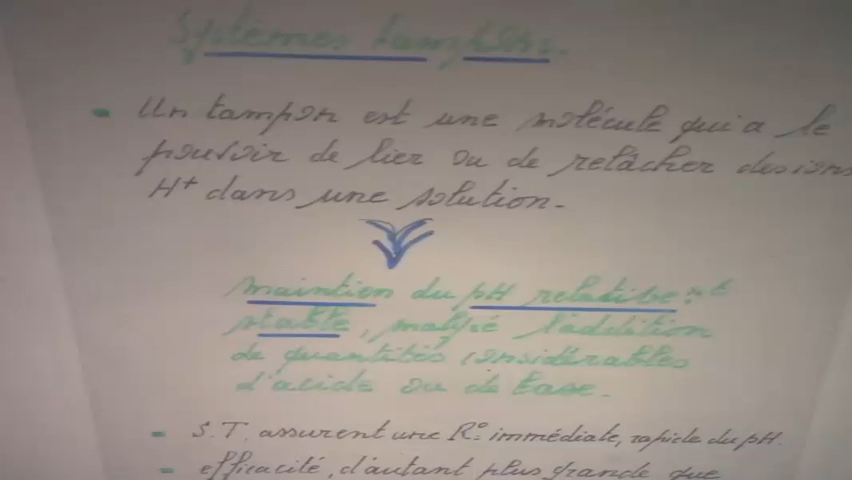 Systèmes tampons.
Un tampon est une molécule qui a le
pouvoir de lier ou de relâcher des ions
H+ dans une solution.
maintien du pH relative: nt
stable, malgré l'addition
de quantités considérables
d'acide ou de base.
S.T. assurent une R° immédiate, rapide du pH.
efficacité, d'autant plus grande que